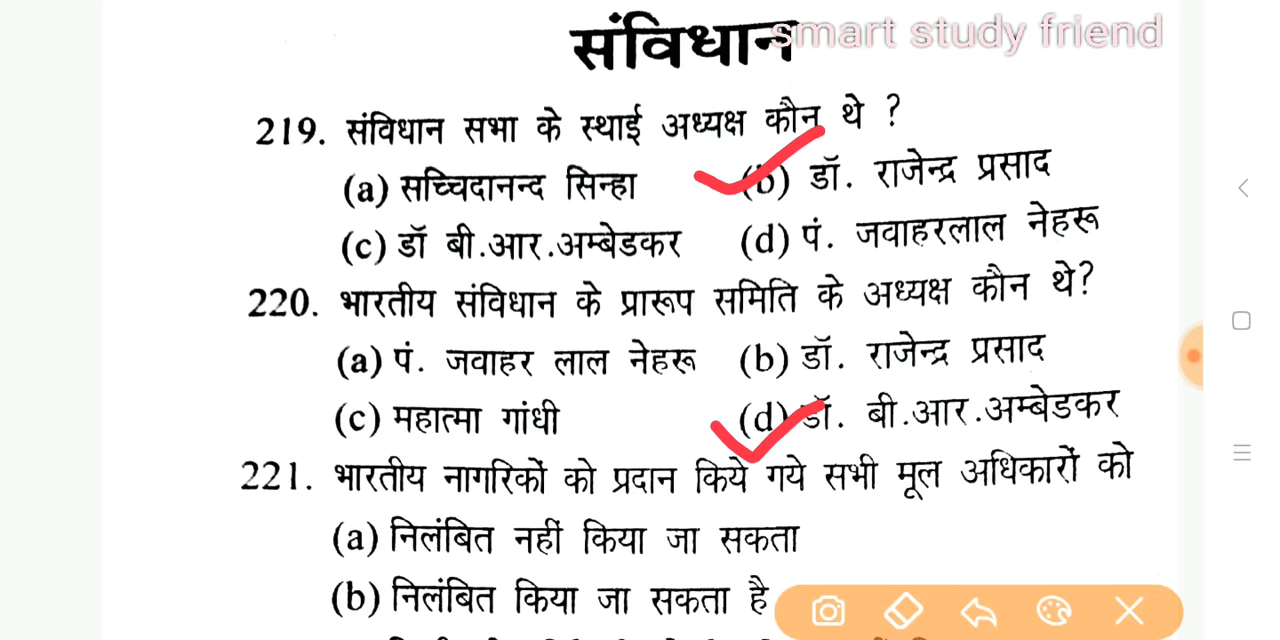 संविधान
smart study friend
219. संविधान सभा के स्थाई अध्यक्ष कौन थे ?
(a) सच्चिदानन्द सिन्हा (b) डॉ. राजेन्द्र प्रसाद
(c) डॉ बी.आर.अम्बेडकर (d) पं. जवाहरलाल नेहरू
220. भारतीय संविधान के प्रारूप समिति के अध्यक्ष कौन थे?
(a) पं. जवाहर लाल नेहरू (b) डॉ. राजेन्द्र प्रसाद
(c) महात्मा गांधी (d) डॉ. बी.आर.अम्बेडकर
221. भारतीय नागरिकों को प्रदान किये गये सभी मूल अधिकारों को
(a) निलंबित नहीं किया जा सकता
(b) निलंबित किया जा सकता है